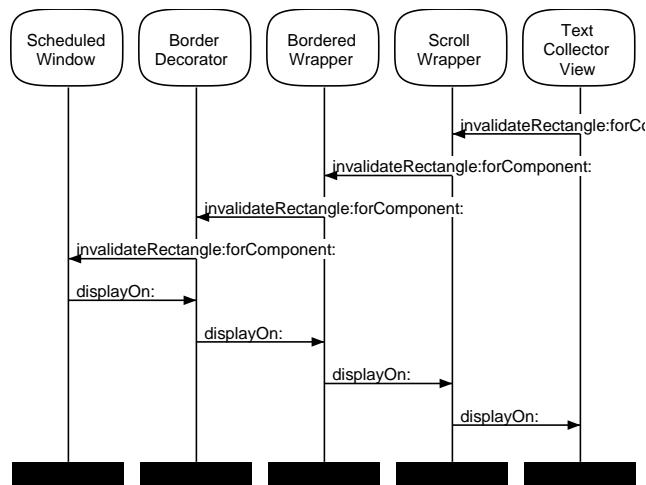 Scheduled
Window
Border
Decorator
Bordered
Wrapper
Scroll
Wrapper
Text
Collector
View
invalidateRectangle:forCo
invalidateRectangle:forComponent:
invalidateRectangle:forComponent:
invalidateRectangle:forComponent:
displayOn:
displayOn:
displayOn:
displayOn: